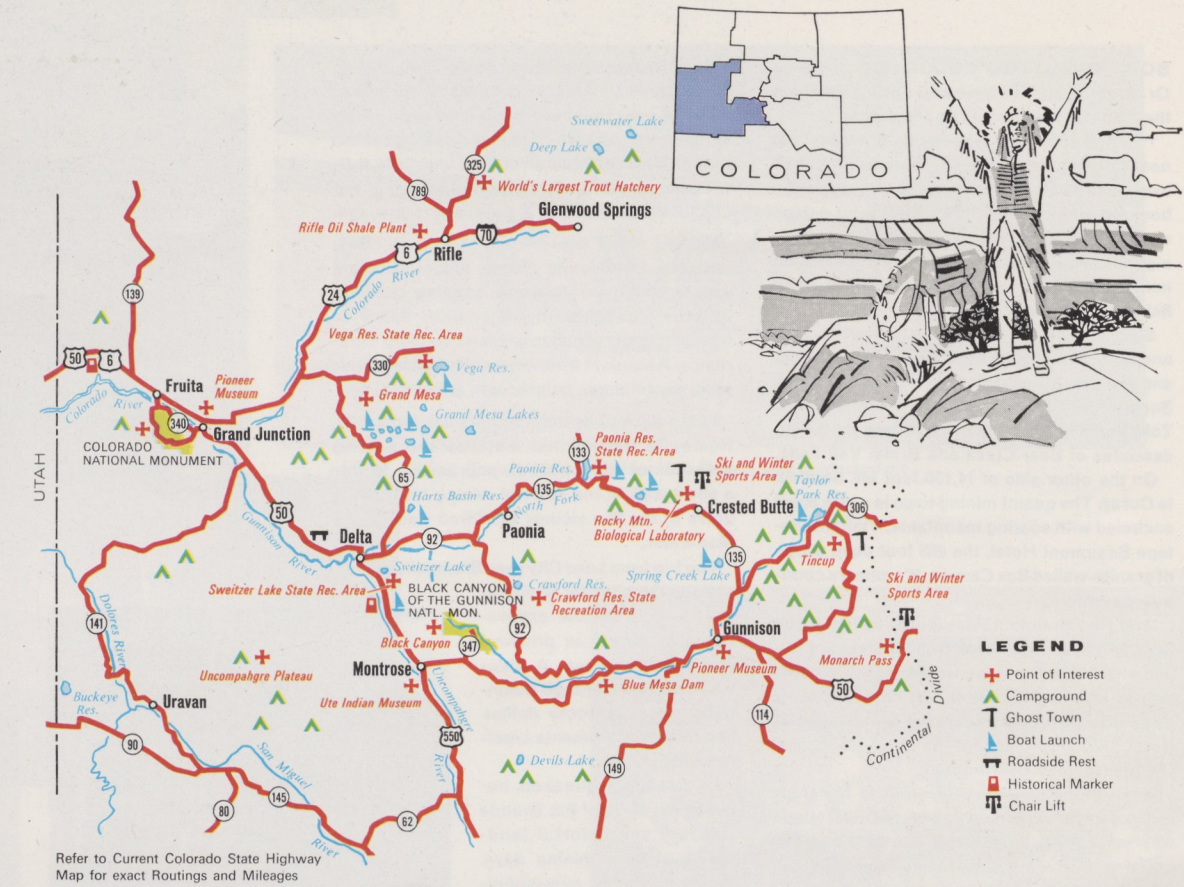 COLORADO
Sweetwater Lake
Deep Lake
325
789
World's Largest Trout Hatchery
Glenwood Springs
Rifle Oil Shale Plant
70
6
Rifle
Colorado River
24
139
Vega Res. State Rec. Area
330
Vega Res.
50
6
Fruita
Pioneer
Museum
Grand Mesa
Colorado River
340
Grand Junction
Grand Mesa Lakes
COLORADO
NATIONAL MONUMENT
UTAH
133
Paonia Res.
State Rec. Area
Ski and Winter
Sports Area
Paonia Res.
65
135
North Fork
Taylor
Park Res.
Harts Basin Res.
306
50
Crested Butte
Rocky Mtn.
Biological Laboratory
Paonia
Gunnison
River
Delta
92
135
Tincup
Sweitzer Lake
Spring Creek Lake
Ski and Winter
Sports Area
Sweitzer Lake State Rec. Area
BLACK CANYON
OF THE GUNNISON
NATL. MON.
Crawford Res.
Crawford Res. State
Recreation Area
Dolores River
141
92
Gunnison
Black Canyon
347
Pioneer Museum
Monarch Pass
Montrose
Uncompahgre Plateau
Blue Mesa Dam
50
Ute Indian Museum
Buckeye
Res.
Uravan
Uncompahgre
River
114
Continental Divide
90
550
San Miguel
River
Devils Lake
149
145
80
62
LEGEND
Point of Interest
Campground
Ghost Town
Boat Launch
Roadside Rest
Historical Marker
Chair Lift
Refer to Current Colorado State Highway
Map for exact Routings and Mileages